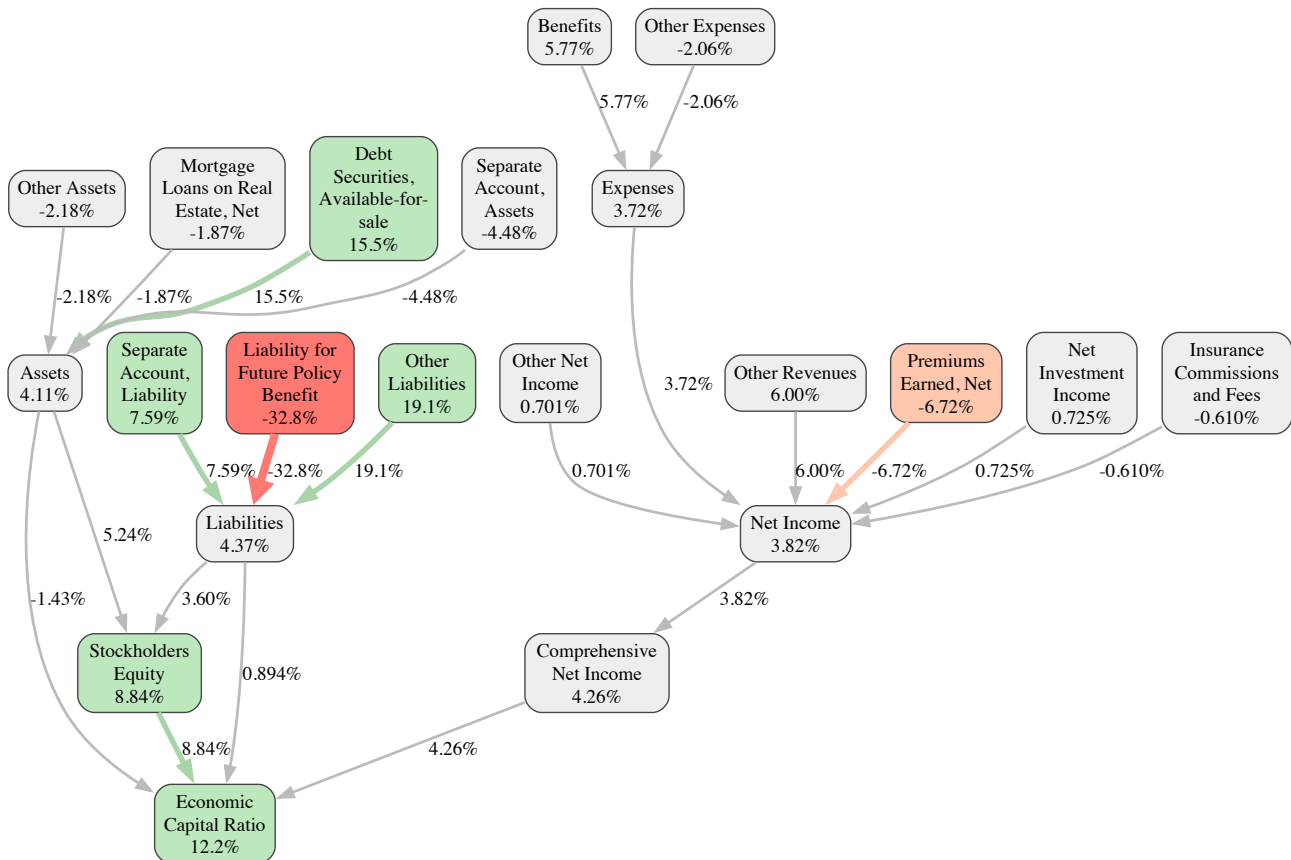 Benefits
5.77%
Other Expenses
-2.06%
5.77%
-2.06%
Other Assets
-2.18%
Mortgage
Loans on Real
Estate, Net
-1.87%
Debt
Securities,
Available-for-
sale
15.5%
Separate
Account,
Assets
-4.48%
Expenses
3.72%
-2.18%
-1.87%
15.5%
-4.48%
Assets
4.11%
Separate
Account,
Liability
7.59%
Liability for
Future Policy
Benefit
-32.8%
Other
Liabilities
19.1%
Other Net
Income
0.701%
3.72%
Other Revenues
6.00%
Premiums
Earned, Net
-6.72%
Net
Investment
Income
0.725%
Insurance
Commissions
and Fees
-0.610%
7.59%
-32.8%
19.1%
0.701%
6.00%
-6.72%
0.725%
-0.610%
5.24%
Liabilities
4.37%
Net Income
3.82%
-1.43%
3.60%
3.82%
Stockholders
Equity
8.84%
0.894%
Comprehensive
Net Income
4.26%
8.84%
4.26%
Economic
Capital Ratio
12.2%